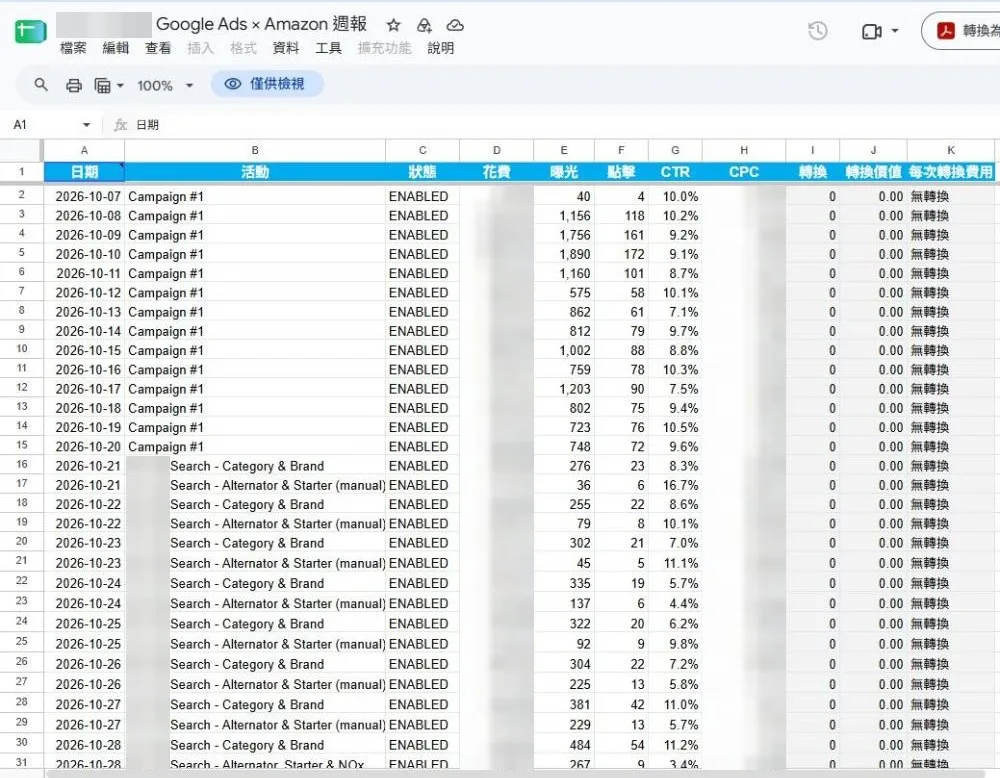 Google Ads × Amazon 週報
檔案 編輯 查看 插入 格式 資料 工具 擴充功能 說明
轉換為
100% 僅供檢視
A1 fx 日期
A B C D E F G H I J K
1 日期 活動 狀態 花費 曝光 點擊 CTR CPC 轉換 轉換價值 每次轉換費用
2 2026-10-07 Campaign #1 ENABLED 40 4 10.0% 0 0.00 無轉換
3 2026-10-08 Campaign #1 ENABLED 1,156 118 10.2% 0 0.00 無轉換
4 2026-10-09 Campaign #1 ENABLED 1,756 161 9.2% 0 0.00 無轉換
5 2026-10-10 Campaign #1 ENABLED 1,890 172 9.1% 0 0.00 無轉換
6 2026-10-11 Campaign #1 ENABLED 1,160 101 8.7% 0 0.00 無轉換
7 2026-10-12 Campaign #1 ENABLED 575 58 10.1% 0 0.00 無轉換
8 2026-10-13 Campaign #1 ENABLED 862 61 7.1% 0 0.00 無轉換
9 2026-10-14 Campaign #1 ENABLED 812 79 9.7% 0 0.00 無轉換
10 2026-10-15 Campaign #1 ENABLED 1,002 88 8.8% 0 0.00 無轉換
11 2026-10-16 Campaign #1 ENABLED 759 78 10.3% 0 0.00 無轉換
12 2026-10-17 Campaign #1 ENABLED 1,203 90 7.5% 0 0.00 無轉換
13 2026-10-18 Campaign #1 ENABLED 802 75 9.4% 0 0.00 無轉換
14 2026-10-19 Campaign #1 ENABLED 723 76 10.5% 0 0.00 無轉換
15 2026-10-20 Campaign #1 ENABLED 748 72 9.6% 0 0.00 無轉換
16 2026-10-21 Search - Category & Brand ENABLED 276 23 8.3% 0 0.00 無轉換
17 2026-10-21 Search - Alternator & Starter (manual) ENABLED 36 6 16.7% 0 0.00 無轉換
18 2026-10-22 Search - Category & Brand ENABLED 255 22 8.6% 0 0.00 無轉換
19 2026-10-22 Search - Alternator & Starter (manual) ENABLED 79 8 10.1% 0 0.00 無轉換
20 2026-10-23 Search - Category & Brand ENABLED 302 21 7.0% 0 0.00 無轉換
21 2026-10-23 Search - Alternator & Starter (manual) ENABLED 45 5 11.1% 0 0.00 無轉換
22 2026-10-24 Search - Category & Brand ENABLED 335 19 5.7% 0 0.00 無轉換
23 2026-10-24 Search - Alternator & Starter (manual) ENABLED 137 6 4.4% 0 0.00 無轉換
24 2026-10-25 Search - Category & Brand ENABLED 322 20 6.2% 0 0.00 無轉換
25 2026-10-25 Search - Alternator & Starter (manual) ENABLED 92 9 9.8% 0 0.00 無轉換
26 2026-10-26 Search - Category & Brand ENABLED 304 22 7.2% 0 0.00 無轉換
27 2026-10-26 Search - Alternator & Starter (manual) ENABLED 225 13 5.8% 0 0.00 無轉換
28 2026-10-27 Search - Category & Brand ENABLED 381 42 11.0% 0 0.00 無轉換
29 2026-10-27 Search - Alternator & Starter (manual) ENABLED 229 13 5.7% 0 0.00 無轉換
30 2026-10-28 Search - Category & Brand ENABLED 484 54 11.2% 0 0.00 無轉換
31 2026-10-28 Search - Alternator, Starter & NOx ENABLED 267 9 3.4% 0 0.00 無轉換